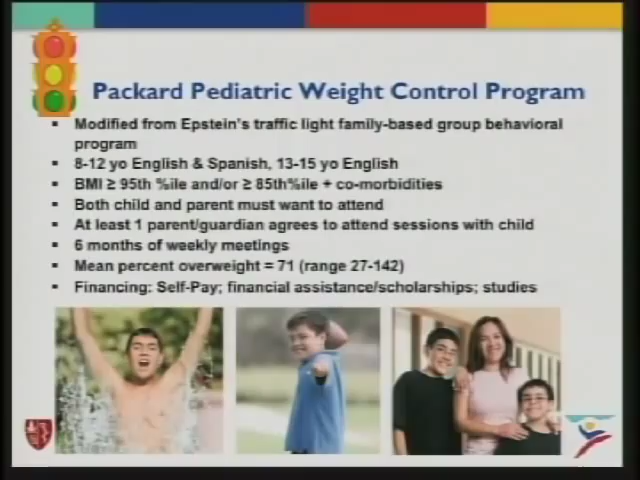 Packard Pediatric Weight Control Program
▪ Modified from Epstein's traffic light family-based group behavioral
program
▪ 8-12 yo English & Spanish, 13-15 yo English
▪ BMI ≥ 95th %ile and/or ≥ 85th%ile + co-morbidities
▪ Both child and parent must want to attend
▪ At least 1 parent/guardian agrees to attend sessions with child
▪ 6 months of weekly meetings
▪ Mean percent overweight = 71 (range 27-142)
▪ Financing: Self-Pay; financial assistance/scholarships; studies